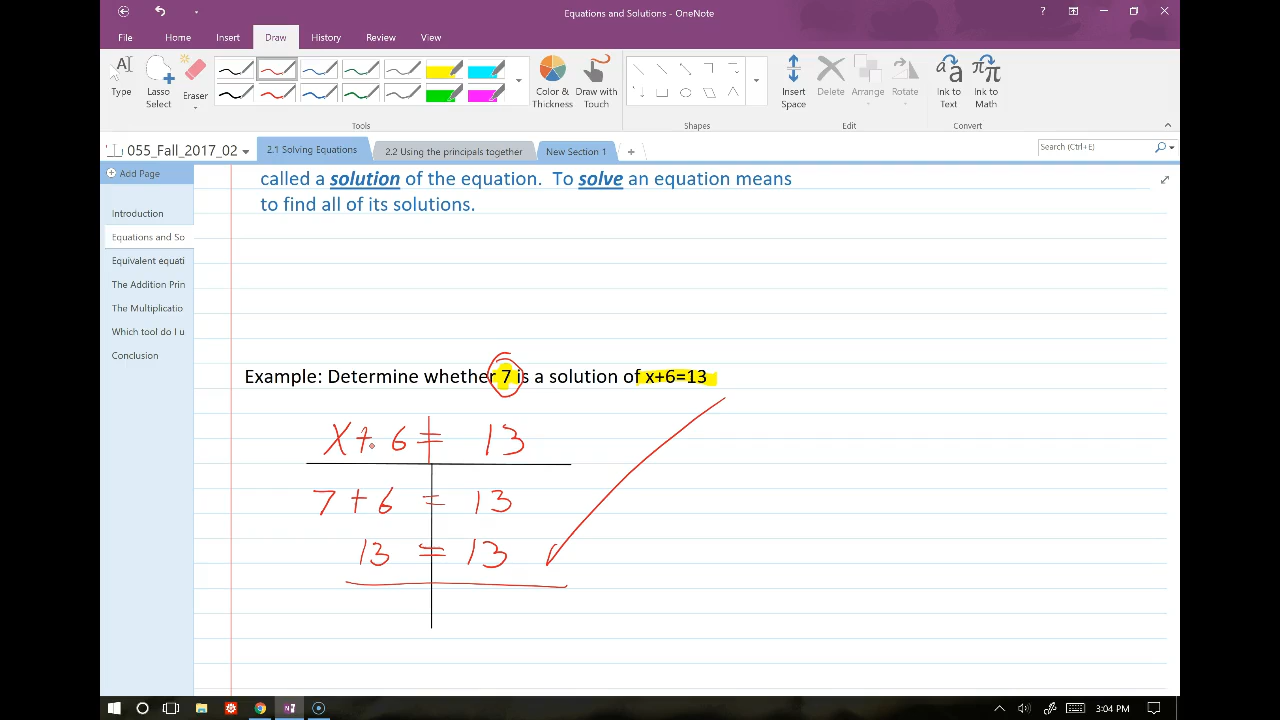 Equations and Solutions - OneNote
?
File Home Insert Draw History Review View
Type
Lasso Select
Eraser
Color & Thickness
Draw with Touch
Insert Space
Delete
Arrange
Rotate
Ink to Text
Ink to Math
Tools Shapes Edit Convert
055_Fall_2017_02
2.1 Solving Equations
2.2 Using the principals together
New Section 1
+
Search (Ctrl+E)
Add Page
Introduction
Equations and So
Equivalent equati
The Addition Prin
The Multiplicatio
Which tool do I u
Conclusion
called a solution of the equation. To solve an equation means
to find all of its solutions.
Example: Determine whether 7 is a solution of x+6=13
x + 6 = 13
7 + 6 = 13
13 = 13
3:04 PM